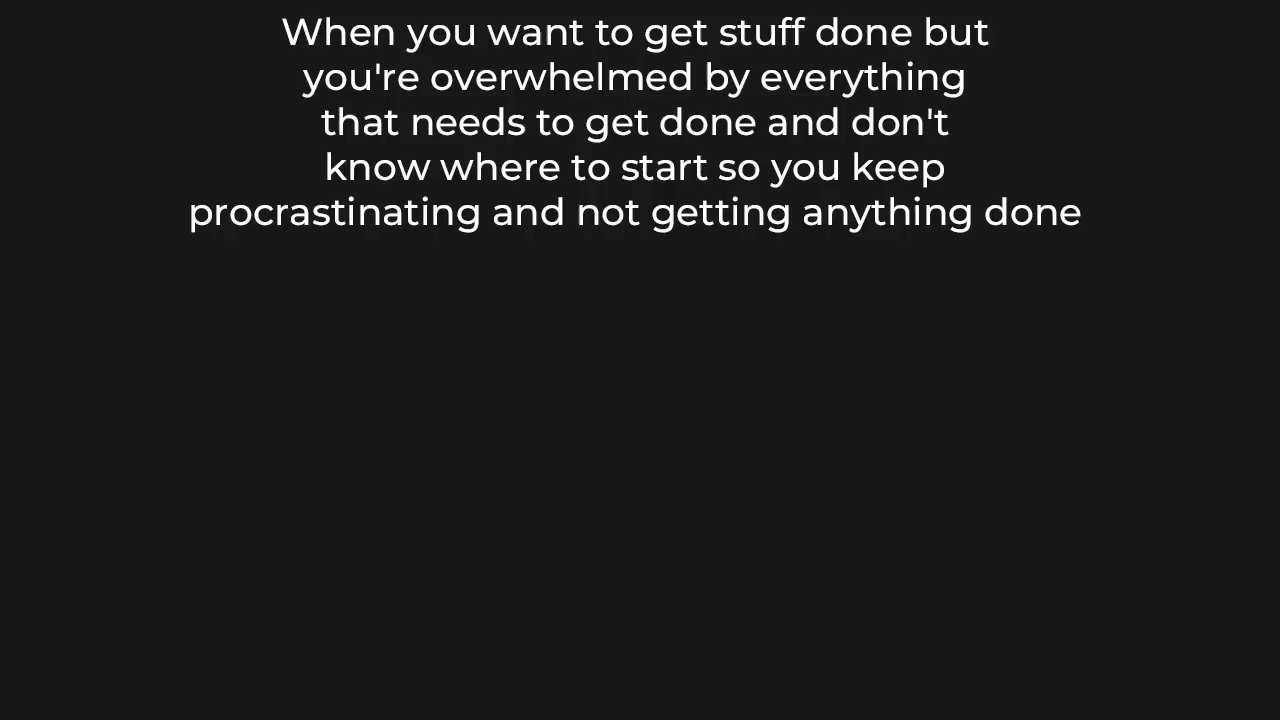 When you want to get stuff done but
you're overwhelmed by everything
that needs to get done and don't
know where to start so you keep
procrastinating and not getting anything done